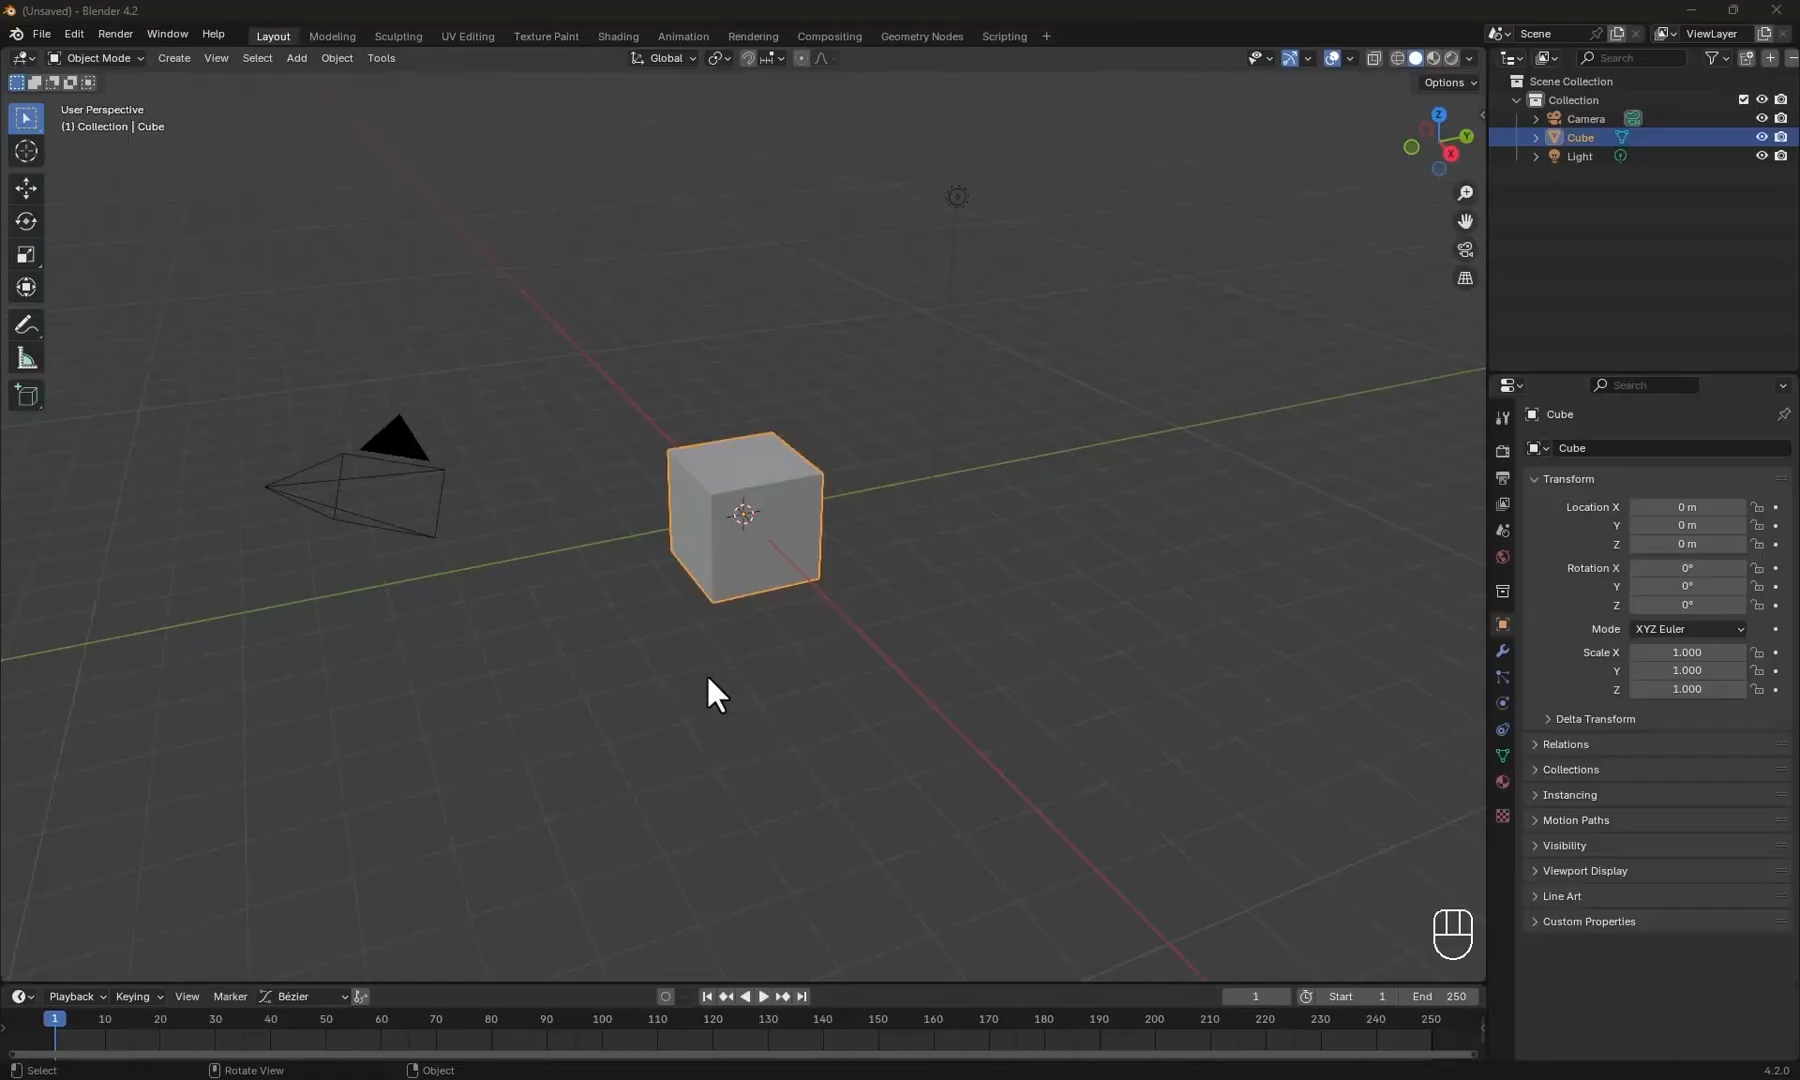 (Unsaved) - Blender 4.2
File Edit Render Window Help
Layout Modeling Sculpting UV Editing Texture Paint Shading Animation Rendering Compositing Geometry Nodes Scripting +
Scene
ViewLayer
Object Mode Create View Select Add Object Tools
Global
Search
Options
User Perspective
(1) Collection | Cube
Z
Y
X
Scene Collection
Collection
Camera
Cube
Light
Search
Cube
Cube
Transform
Location X 0 m
Y 0 m
Z 0 m
Rotation X 0°
Y 0°
Z 0°
Mode XYZ Euler
Scale X 1.000
Y 1.000
Z 1.000
Delta Transform
Relations
Collections
Instancing
Motion Paths
Visibility
Viewport Display
Line Art
Custom Properties
Playback Keying View Marker Bézier
1
Start 1 End 250
1 10 20 30 40 50 60 70 80 90 100 110 120 130 140 150 160 170 180 190 200 210 220 230 240 250
Select Rotate View Object
4.2.0